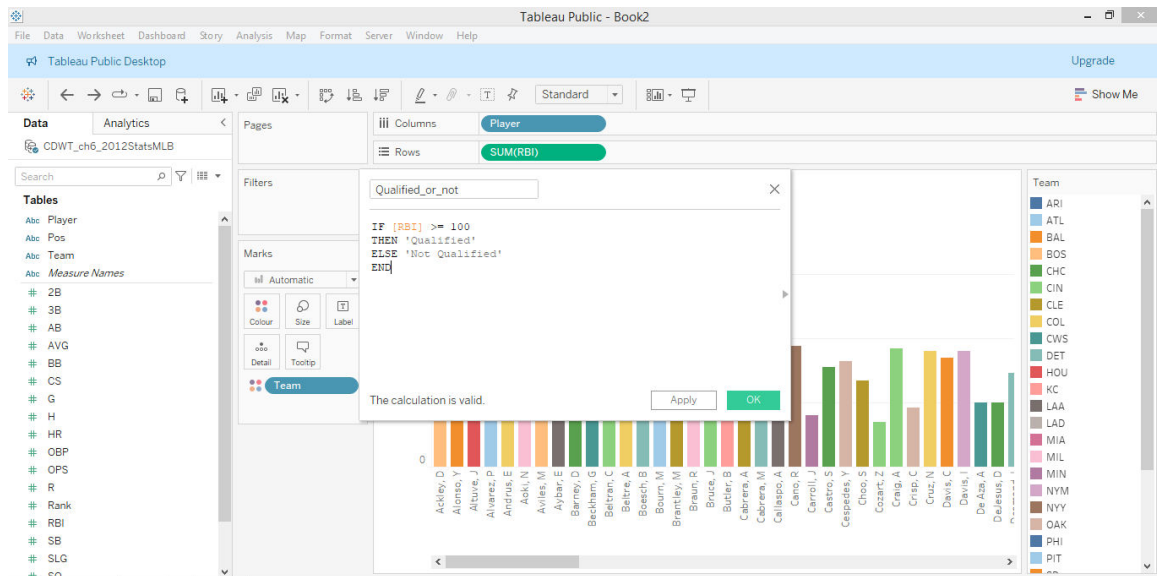 Tableau Public - Book2
File Data Worksheet Dashboard Story Analysis Map Format Server Window Help
Tableau Public Desktop
Upgrade
Standard
Show Me
Data
Analytics
CDWT_ch6_2012StatsMLB
Search
Tables
Abc Player
Abc Pos
Abc Team
Abc Measure Names
# 2B
# 3B
# AB
# AVG
# BB
# CS
# G
# H
# HR
# OBP
# OPS
# R
# Rank
# RBI
# SB
# SLG
Pages
Filters
Marks
Automatic
Colour
Size
T
Label
Detail
Tooltip
Team
Columns
Player
Rows
SUM(RBI)
Qualified_or_not
IF [RBI] >= 100
THEN 'Qualified'
ELSE 'Not Qualified'
END
The calculation is valid.
Apply
OK
0
Ackley, D
Alonso, Y
Altuve, J
Alvarez, P
Andrus, E
Aoki, N
Aviles, M
Aybar, E
Barney, D
Beckham, G
Beltran, C
Beltre, A
Boesch, B
Bourn, M
Brantley, M
Braun, R
Bruce, J
Butler, B
Cabrera, A
Cabrera, M
Callaspo, A
Cano, R
Carroll, J
Castro, S
Cespedes, Y
Choo, S
Cozart, Z
Craig, A
Crisp, C
Cruz, N
Davis, C
Davis, I
De Aza, A
DeJesus, D
Team
ARI
ATL
BAL
BOS
CHC
CIN
CLE
COL
CWS
DET
HOU
KC
LAA
LAD
MIA
MIL
MIN
NYM
NYY
OAK
PHI
PIT